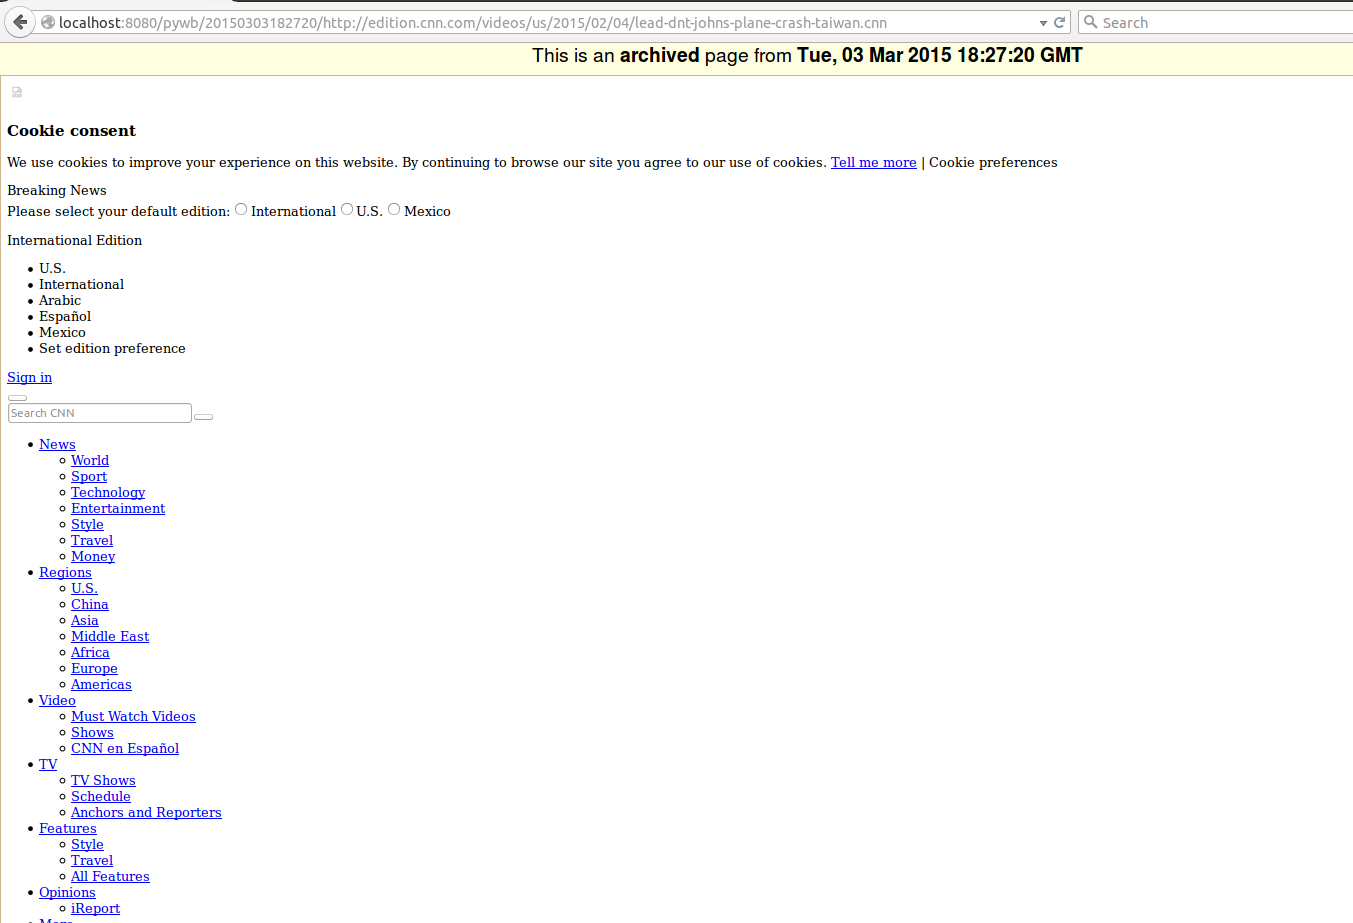 localhost:8080/pywb/20150303182720/http://edition.cnn.com/videos/us/2015/02/04/lead-dnt-johns-plane-crash-taiwan.cnn Search
This is an archived page from Tue, 03 Mar 2015 18:27:20 GMT
Cookie consent
We use cookies to improve your experience on this website. By continuing to browse our site you agree to our use of cookies. Tell me more | Cookie preferences
Breaking News
Please select your default edition: International U.S. Mexico
International Edition
U.S.
International
Arabic
Español
Mexico
Set edition preference
Sign in
Search CNN
News
World
Sport
Technology
Entertainment
Style
Travel
Money
Regions
U.S.
China
Asia
Middle East
Africa
Europe
Americas
Video
Must Watch Videos
Shows
CNN en Español
TV
TV Shows
Schedule
Anchors and Reporters
Features
Style
Travel
All Features
Opinions
iReport
More